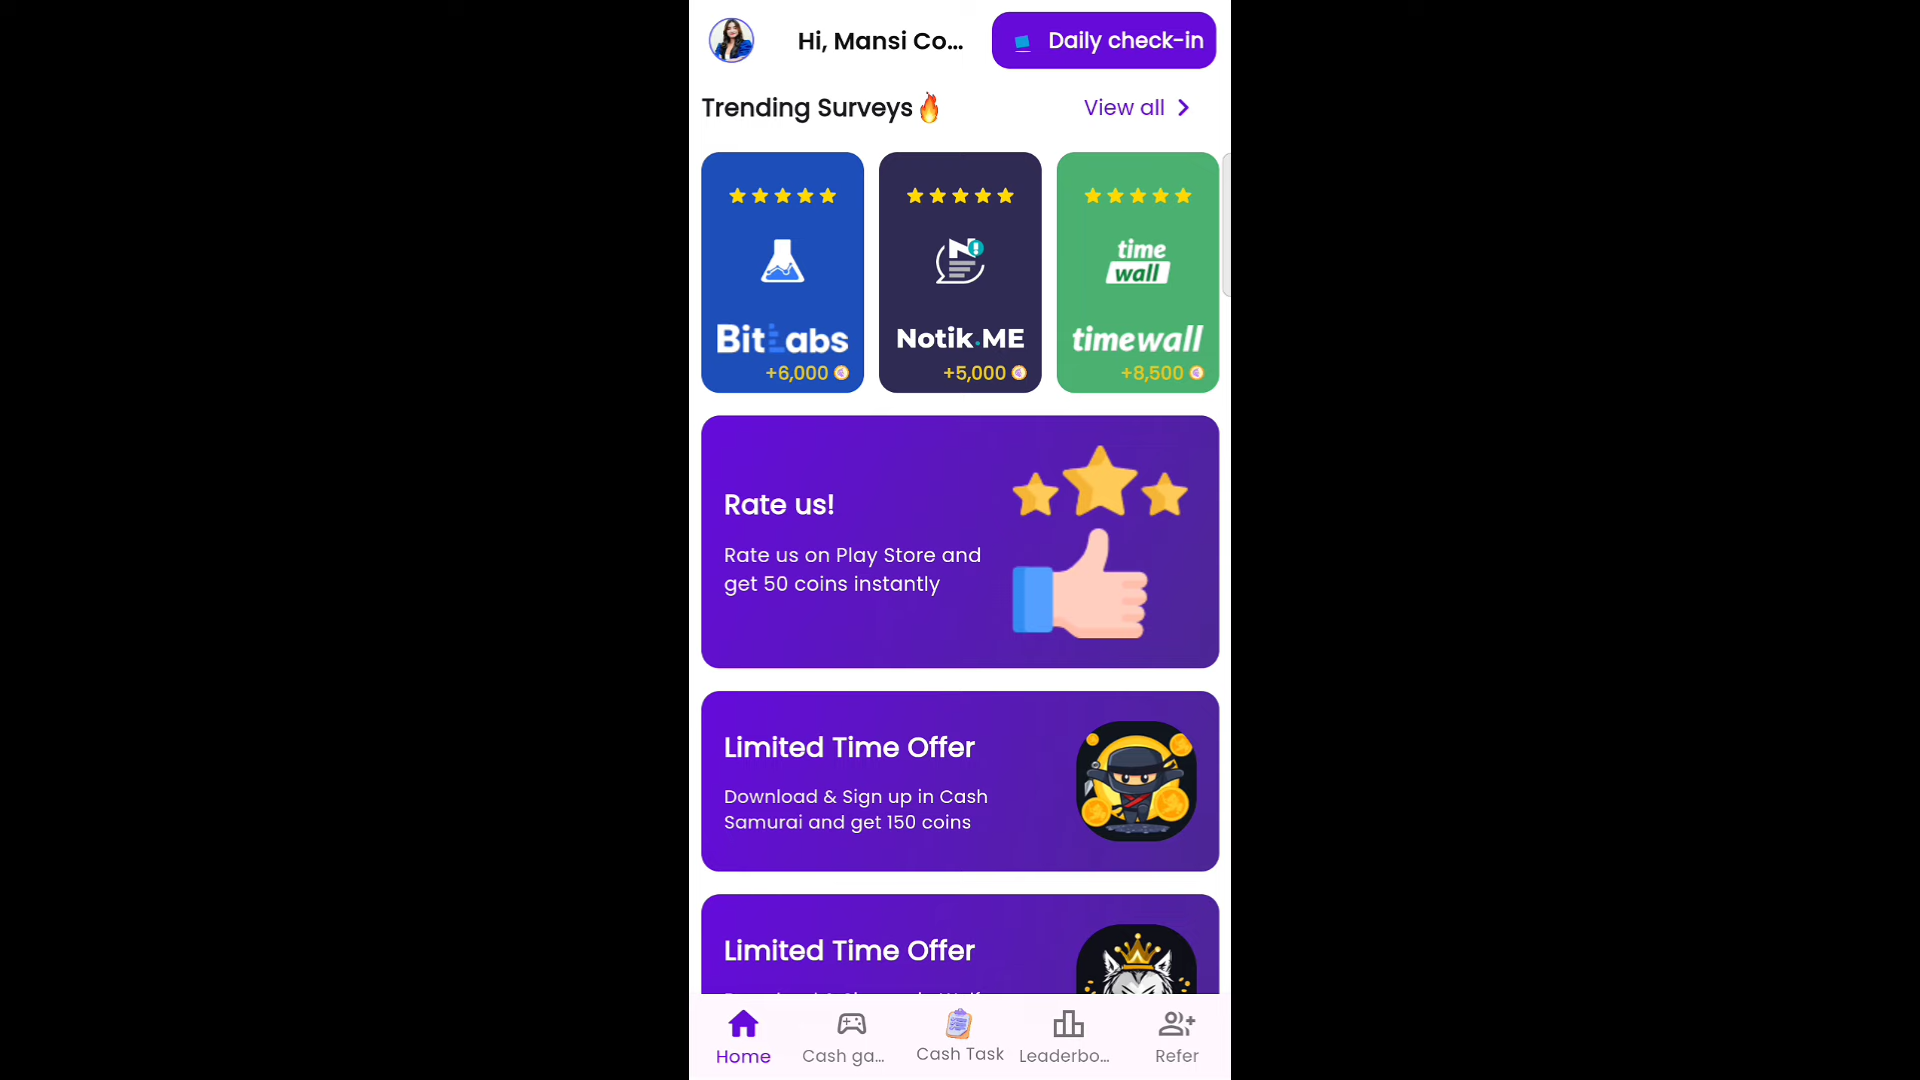 Hi, Mansi Co...
Daily check-in
Trending Surveys
View all
time
wall
BitLabs
Notik.ME
timewall
+6,000
+5,000
+8,500
Rate us!
Rate us on Play Store and
get 50 coins instantly
Limited Time Offer
Download & Sign up in Cash
Samurai and get 150 coins
Limited Time Offer
Home
Cash ga...
Cash Task
Leaderbo...
Refer